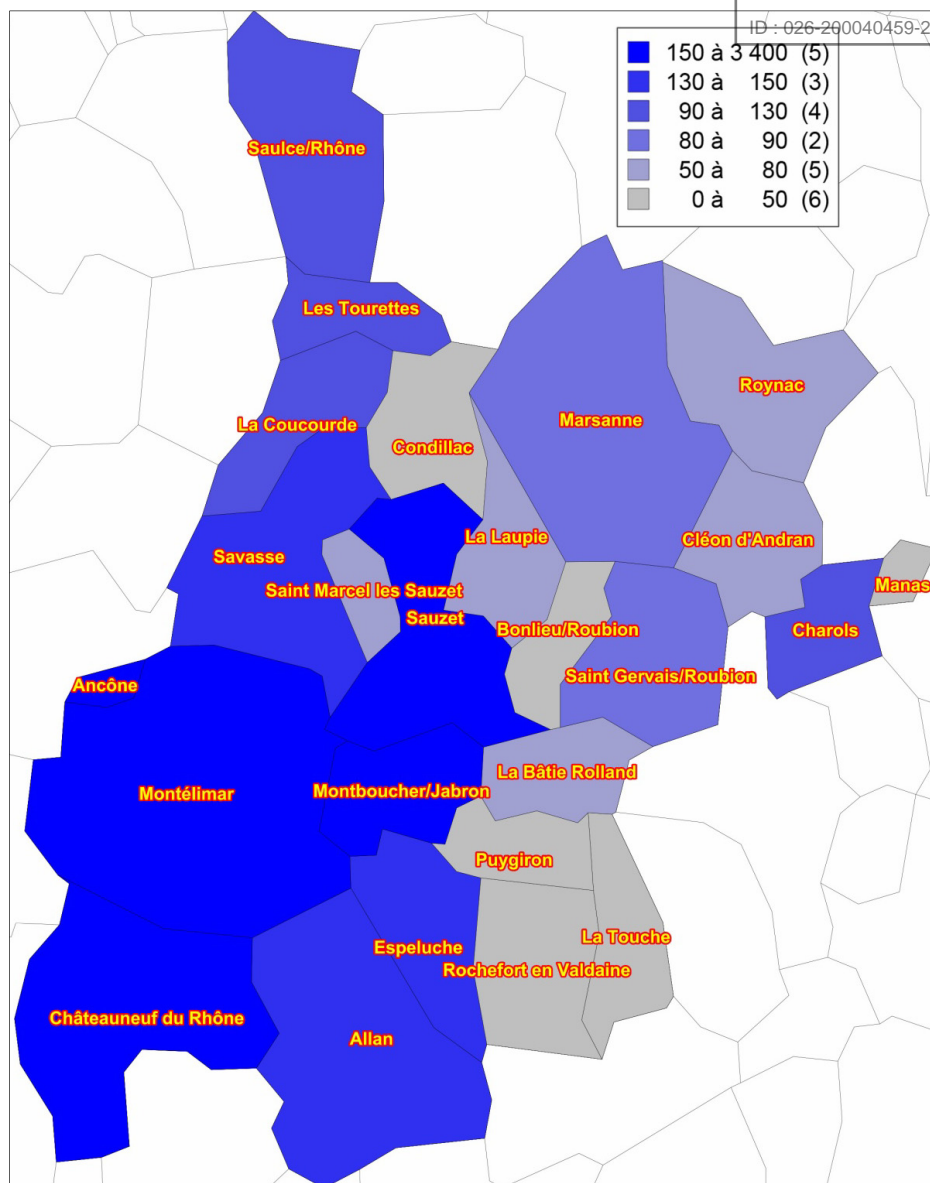 ID : 026-200040459-2
150 à 3 400 (5)
130 à 150 (3)
90 à 130 (4)
80 à 90 (2)
50 à 80 (5)
0 à 50 (6)
Saulce/Rhône
Les Tourettes
Roynac
Marsanne
La Coucourde
Condillac
La Laupie
Cléon d'Andran
Savasse
Manas
Saint Marcel les Sauzet
Sauzet
Bonlieu/Roubion
Charols
Saint Gervais/Roubion
Ancône
La Bâtie Rolland
Montélimar
Montboucher/Jabron
Puygiron
La Touche
Espeluche
Rochefort en Valdaine
Châteauneuf du Rhône
Allan